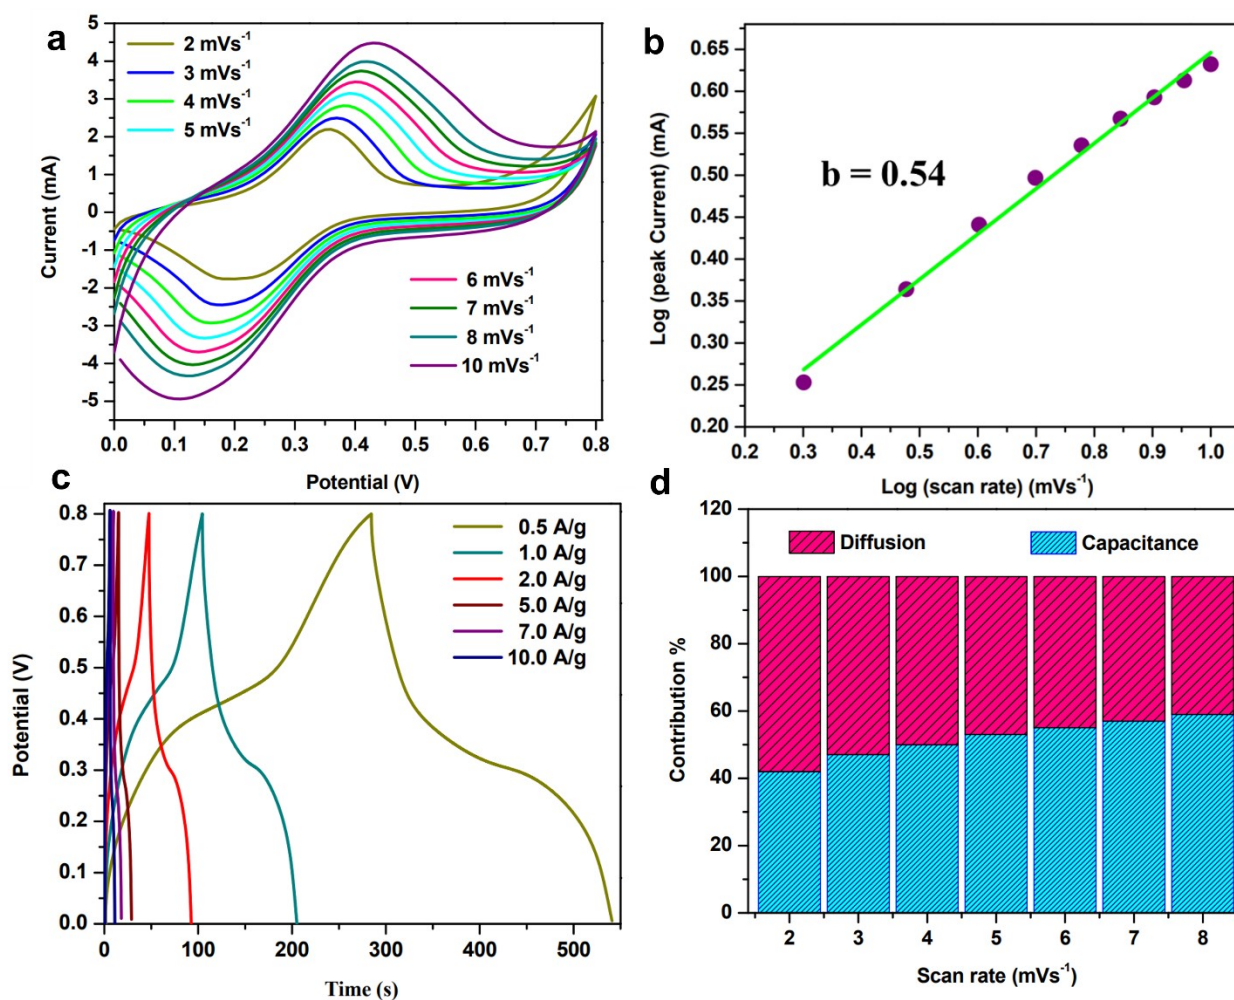 a
5
4
3
2
1
0
-1
-2
-3
-4
-5
Current (mA)
2 mVs⁻¹
3 mVs⁻¹
4 mVs⁻¹
5 mVs⁻¹
6 mVs⁻¹
7 mVs⁻¹
8 mVs⁻¹
10 mVs⁻¹
0.0 0.1 0.2 0.3 0.4 0.5 0.6 0.7 0.8
Potential (V)
b
0.65
0.60
0.55
0.50
0.45
0.40
0.35
0.30
0.25
0.20
Log (peak Current) (mA)
b = 0.54
0.2 0.3 0.4 0.5 0.6 0.7 0.8 0.9 1.0
Log (scan rate) (mVs⁻¹)
c
0.8
0.7
0.6
0.5
0.4
0.3
0.2
0.1
0.0
Potential (V)
0.5 A/g
1.0 A/g
2.0 A/g
5.0 A/g
7.0 A/g
10.0 A/g
0 100 200 300 400 500
Time (s)
d
120
100
80
60
40
20
0
Contribution %
Diffusion Capacitance
2 3 4 5 6 7 8
Scan rate (mVs⁻¹)